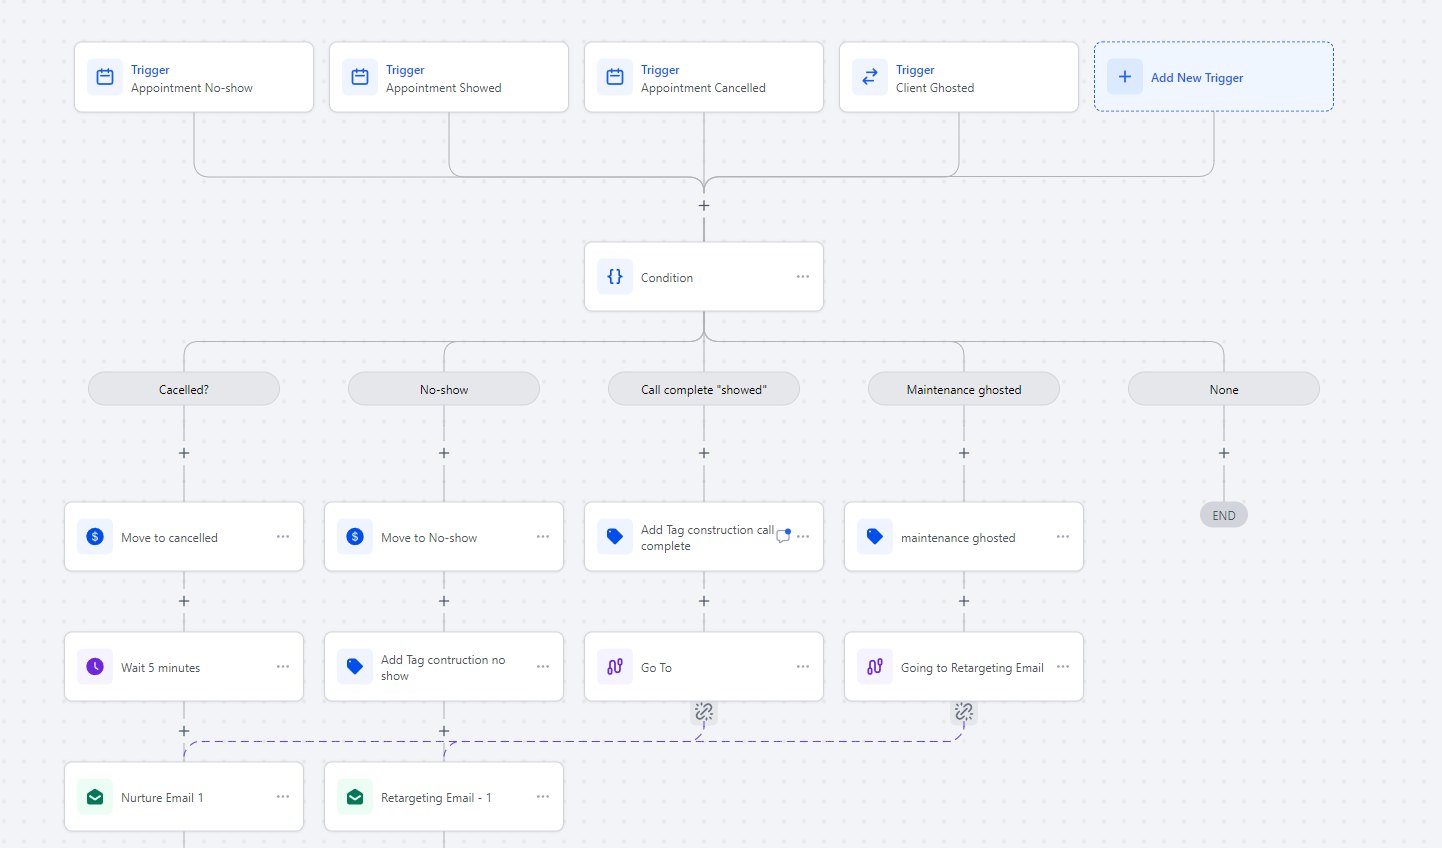 Trigger
Appointment No-show
Trigger
Appointment Showed
Trigger
Appointment Cancelled
Trigger
Client Ghosted
Add New Trigger
Condition
Cacelled?
No-show
Call complete "showed"
Maintenance ghosted
None
Move to cancelled
Move to No-show
Add Tag construction call
complete
maintenance ghosted
END
Wait 5 minutes
Add Tag contruction no
show
Go To
Going to Retargeting Email
Nurture Email 1
Retargeting Email - 1